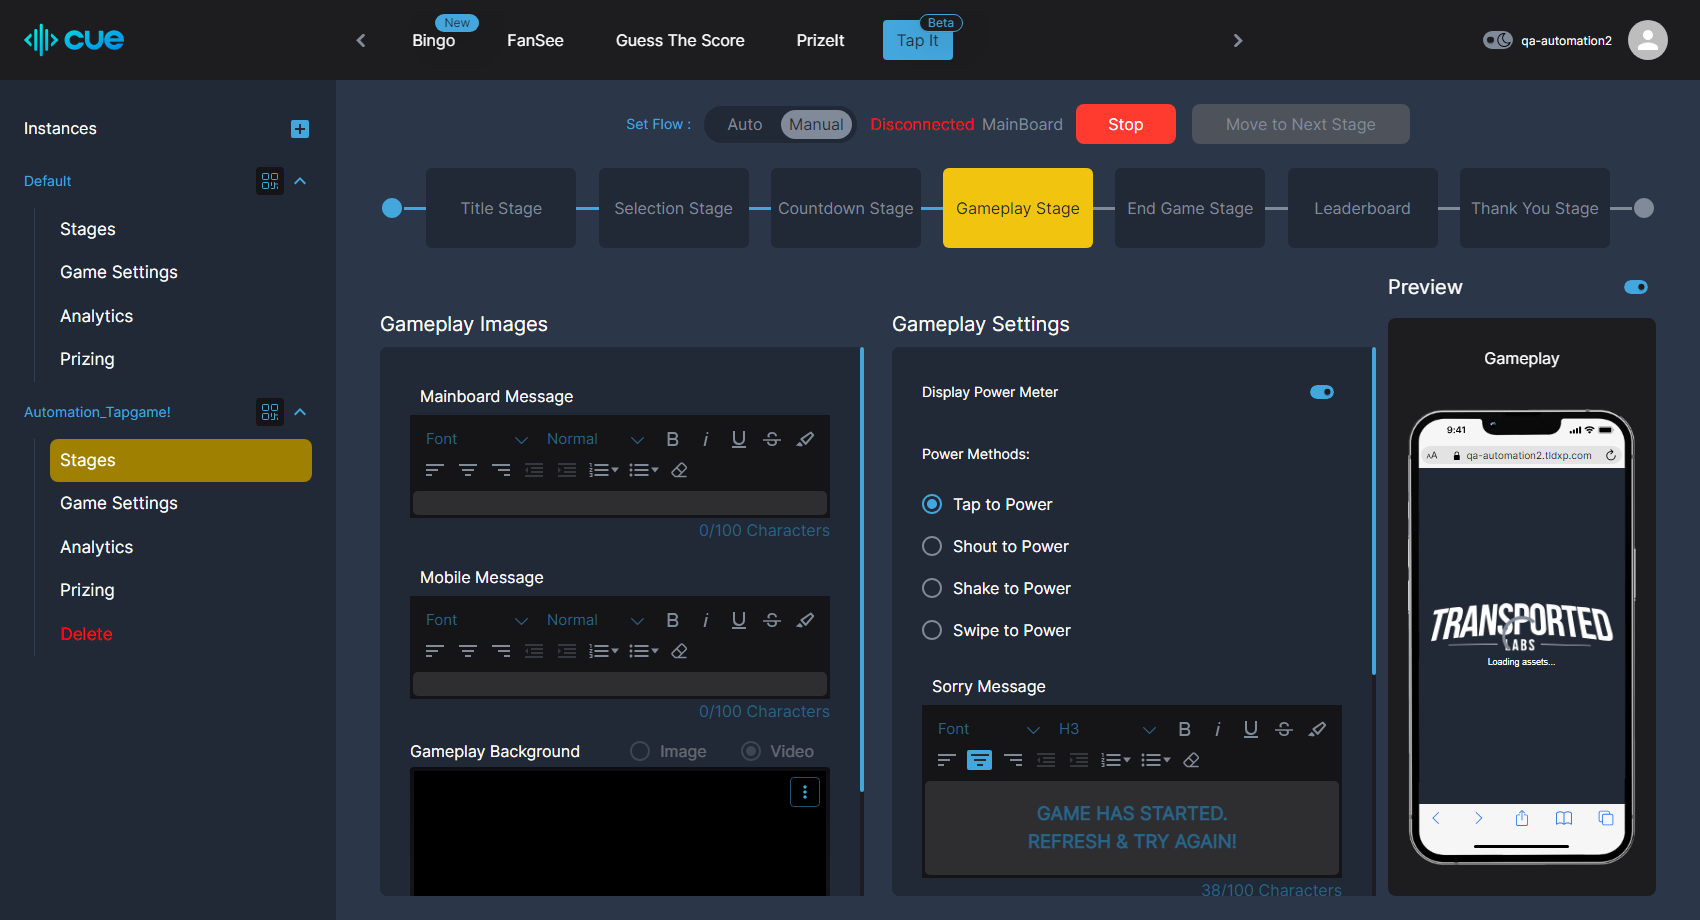 cue
New
Bingo
FanSee
Guess The Score
PrizeIt
Beta
Tap It
qa-automation2
Instances
Default
Stages
Game Settings
Analytics
Prizing
Automation_Tapgame!
Stages
Game Settings
Analytics
Prizing
Delete
Set Flow :
Auto
Manual
Disconnected MainBoard
Stop
Move to Next Stage
Title Stage
Selection Stage
Countdown Stage
Gameplay Stage
End Game Stage
Leaderboard
Thank You Stage
Gameplay Images
Mainboard Message
Font
Normal
B i U S
0/100 Characters
Mobile Message
Font
Normal
B i U S
0/100 Characters
Gameplay Background
Image
Video
Gameplay Settings
Display Power Meter
Power Methods:
Tap to Power
Shout to Power
Shake to Power
Swipe to Power
Sorry Message
Font
H3
B i U S
GAME HAS STARTED.
REFRESH & TRY AGAIN!
38/100 Characters
Preview
Gameplay
9:41
AA
qa-automation2.tldxp.com
TRANSPORTED
LABS
Loading assets...